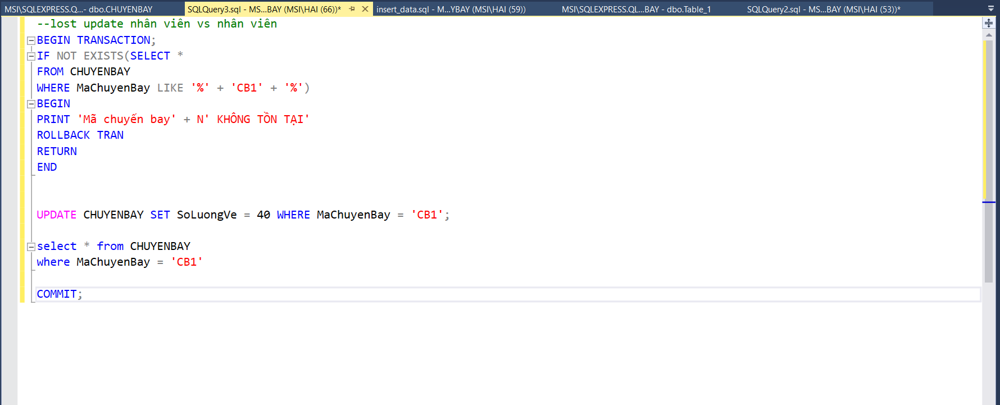 MSI\SQLEXPRESS.Q...- dbo.CHUYENBAY
SQLQuery3.sql - MS...BAY (MSI\HAI (66))*
insert_data.sql - M...YBAY (MSI\HAI (59))
MSI\SQLEXPRESS.QL...BAY - dbo.Table_1
SQLQuery2.sql - MS...BAY (MSI\HAI (53))*
--lost update nhân viên vs nhân viên
BEGIN TRANSACTION;
IF NOT EXISTS(SELECT *
FROM CHUYENBAY
WHERE MaChuyenBay LIKE '%' + 'CB1' + '%')
BEGIN
PRINT 'Mã chuyến bay' + N' KHÔNG TỒN TẠI'
ROLLBACK TRAN
RETURN
END
UPDATE CHUYENBAY SET SoLuongVe = 40 WHERE MaChuyenBay = 'CB1';
select * from CHUYENBAY
where MaChuyenBay = 'CB1'
COMMIT;